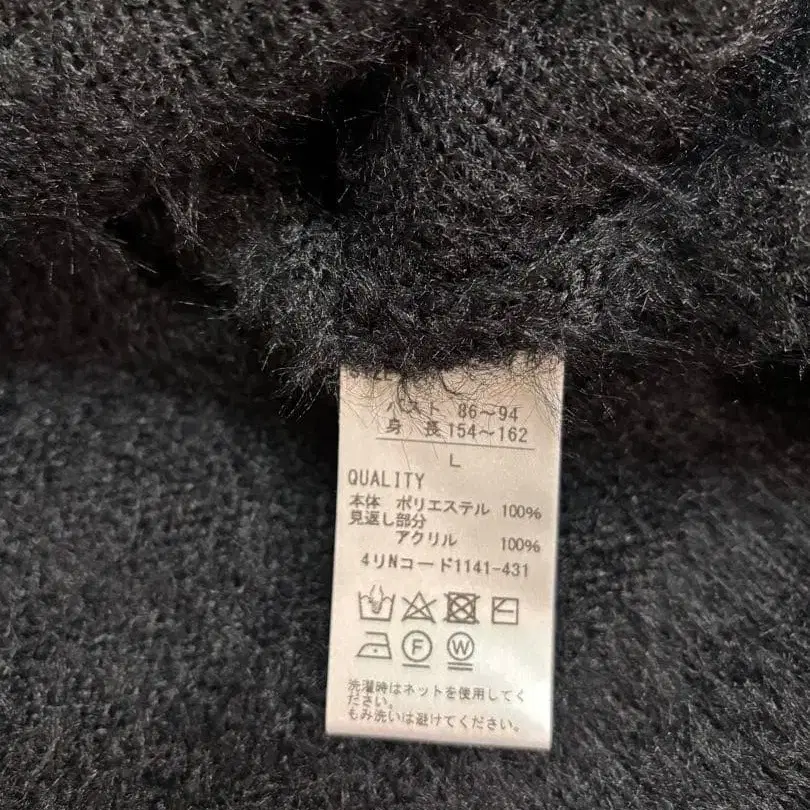 バスト 86～94
身 長 154～162
L
QUALITY
本体 ポリエステル 100%
見返し部分
アクリル 100%
4リNコード1141-431
F W
洗濯時はネットを使用してく
ださい。
もみ洗いは避けてください。